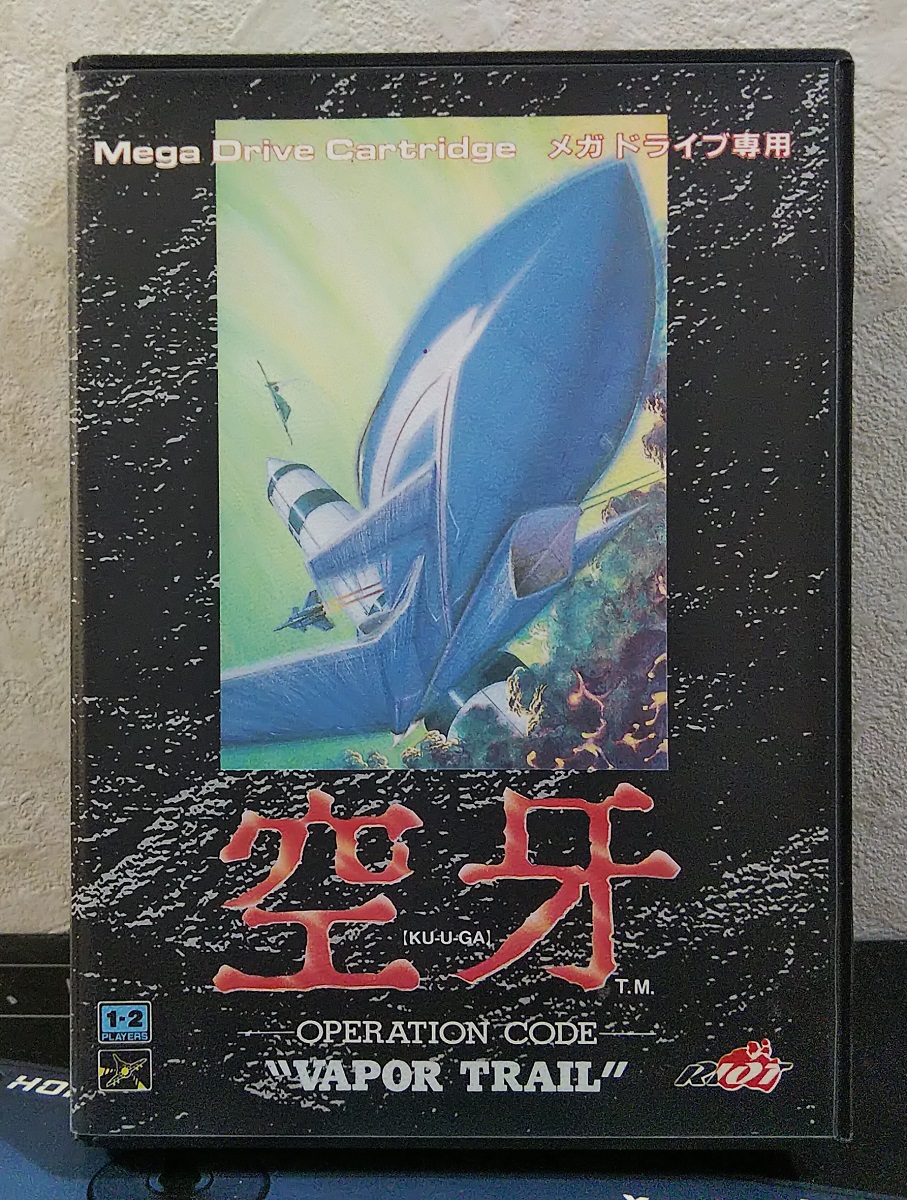 Mega Drive Cartridge メガドライブ専用
空牙
[KU-U-GA]
T.M.
OPERATION CODE
"VAPOR TRAIL"
1-2
PLAYERS
RIOT